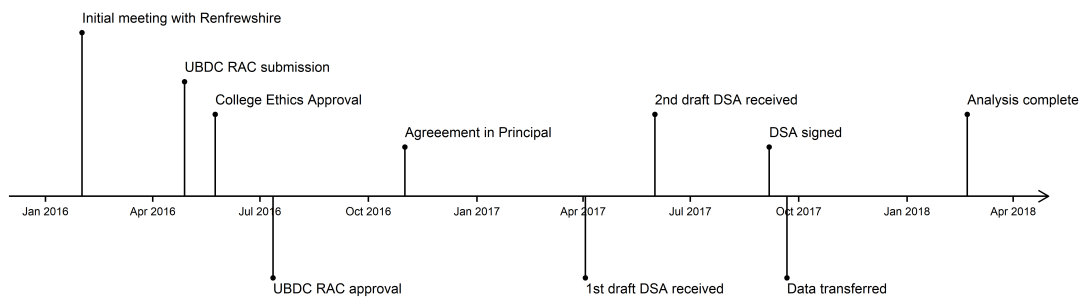 Initial meeting with Renfrewshire
UBDC RAC submission
College Ethics Approval
2nd draft DSA received
Analysis complete
Agreeement in Principal
DSA signed
Jan 2016
Apr 2016
Jul 2016
Oct 2016
Jan 2017
Apr 2017
Jul 2017
Oct 2017
Jan 2018
Apr 2018
UBDC RAC approval
1st draft DSA received
Data transferred